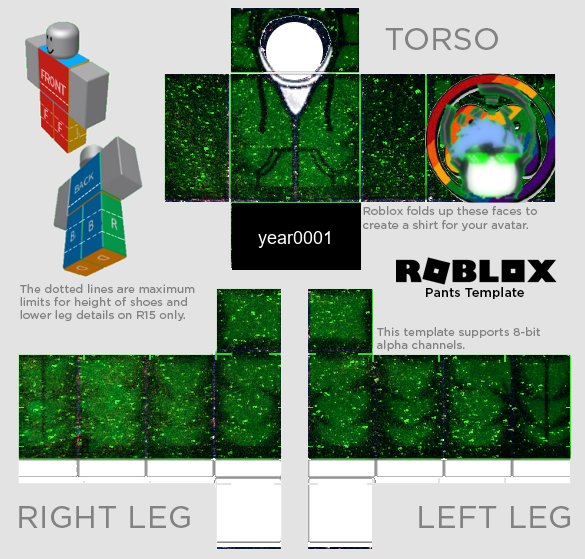 TORSO
FRONT
F
F
L
BACK
B
B
R
Roblox folds up these faces to
create a shirt for your avatar.
year0001
ROBLOX
Pants Template
The dotted lines are maximum
limits for height of shoes and
lower leg details on R15 only.
This template supports 8-bit
alpha channels.
RIGHT LEG
LEFT LEG